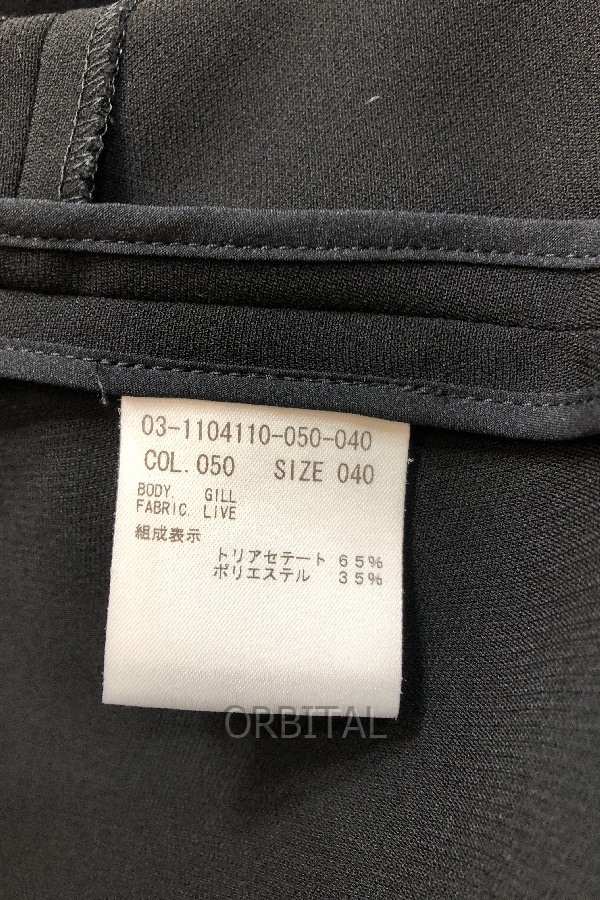 03-1104110-050-040
COL.050 SIZE 040
BODY. GILL
FABRIC. LIVE
組成表示
トリアセテート 65%
ポリエステル 35%
ORBITAL